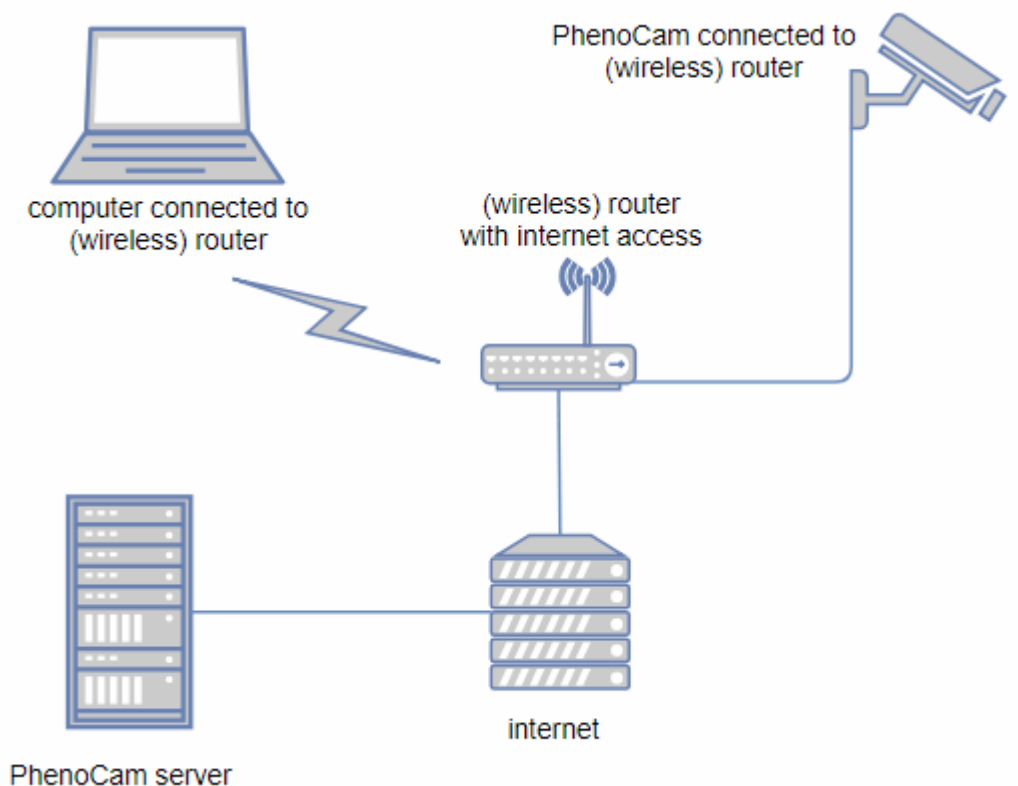 PhenoCam connected to
(wireless) router
computer connected to
(wireless) router
(wireless) router
with internet access
internet
PhenoCam server